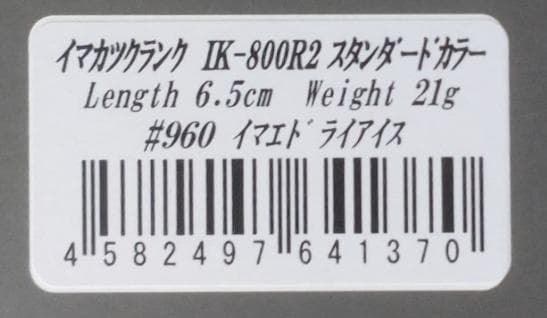 イマカツクランク IK-800R2 スタンダードカラー
Length 6.5cm Weight 21g
#960 イマエドライアイス
4 582497 641370